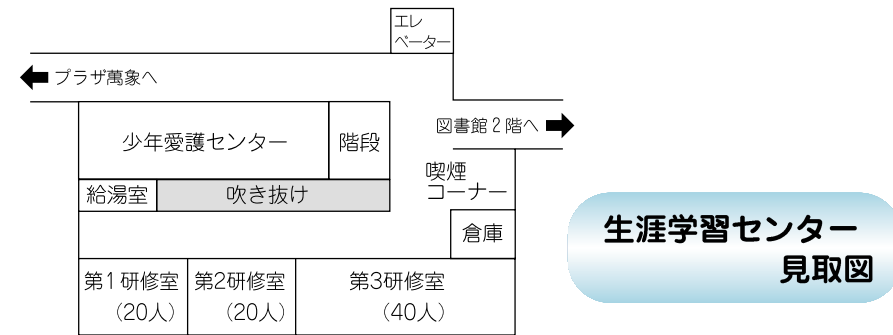 エレ
ベーター
プラザ萬象へ
図書館２階へ
少年愛護センター
階段
喫煙
コーナー
給湯室
吹き抜け
倉庫
第1研修室
（20人）
第2研修室
（20人）
第3研修室
（40人）
生涯学習センター
見取図